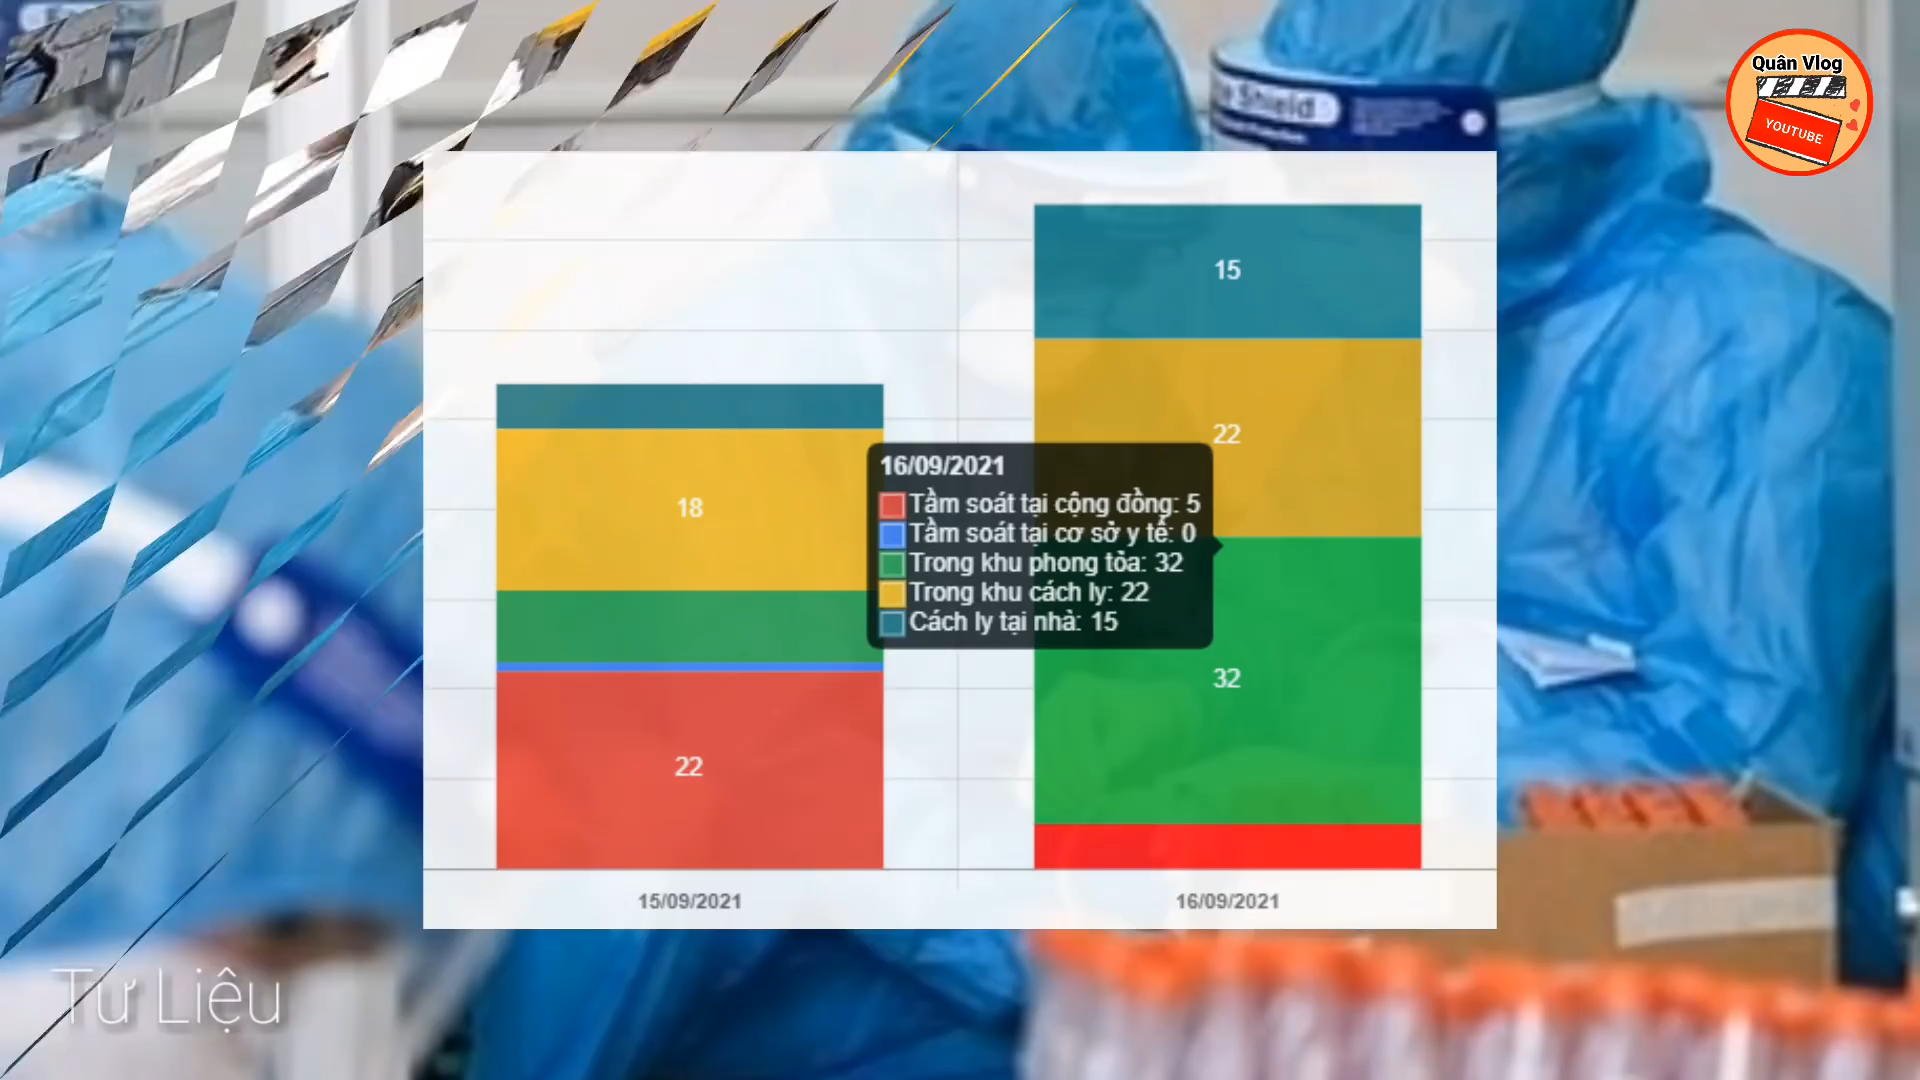 Quân Vlog
YOUTUBE
Shield
15
22
18
16/09/2021
Tầm soát tại cộng đồng: 5
Tầm soát tại cơ sở y tế: 0
Trong khu phong tỏa: 32
Trong khu cách ly: 22
Cách ly tại nhà: 15
32
22
15/09/2021
16/09/2021
Tư Liệu